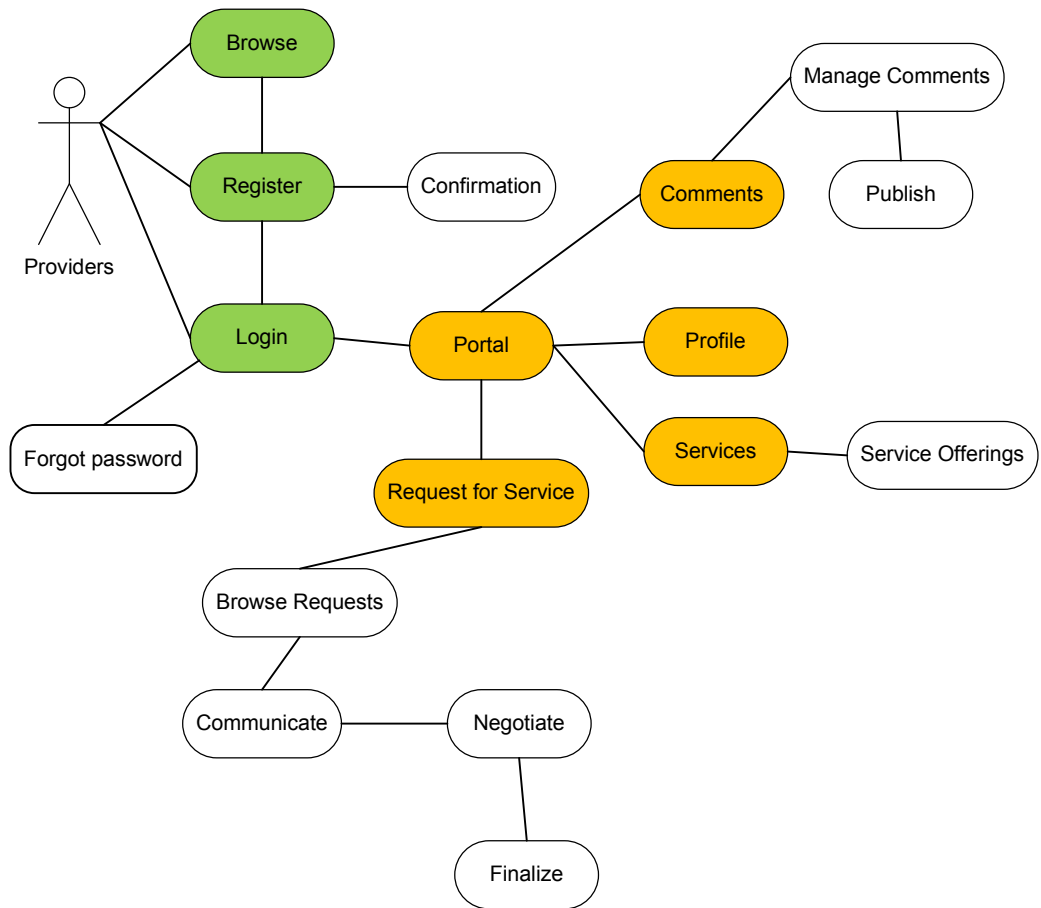 Browse
Manage Comments
Register
Confirmation
Comments
Publish
Providers
Login
Portal
Profile
Forgot password
Services
Service Offerings
Request for Service
Browse Requests
Communicate
Negotiate
Finalize